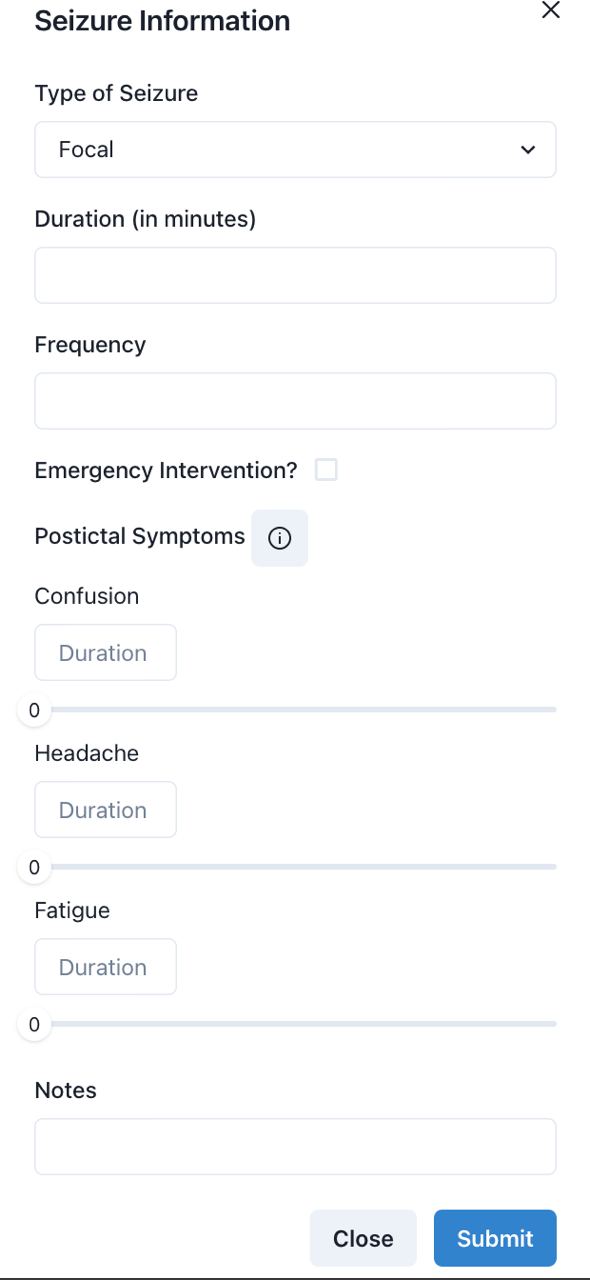 Seizure Information
Type of Seizure
Focal
Duration (in minutes)
Frequency
Emergency Intervention?
Postictal Symptoms
Confusion
Duration
0
Headache
Duration
0
Fatigue
Duration
0
Notes
Close Submit